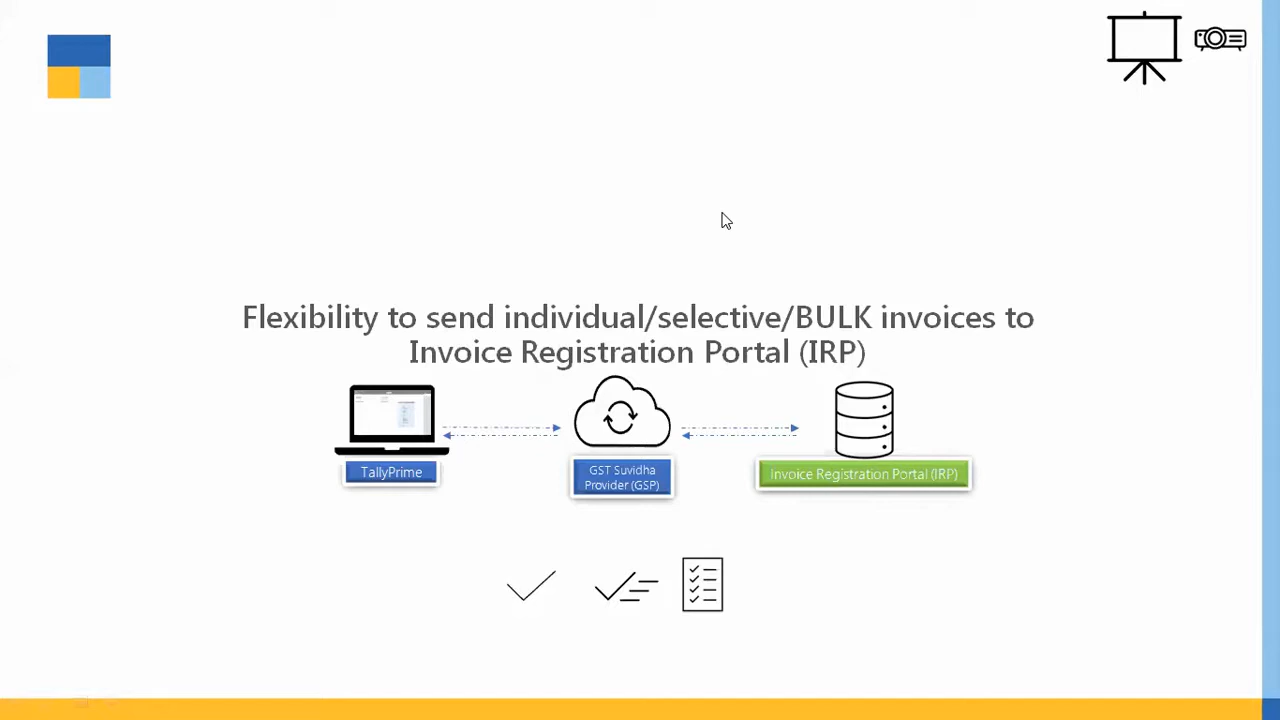 Flexibility to send individual/selective/BULK invoices to
Invoice Registration Portal (IRP)
TallyPrime
GST Suvidha
Provider (GSP)
Invoice Registration Portal (IRP)